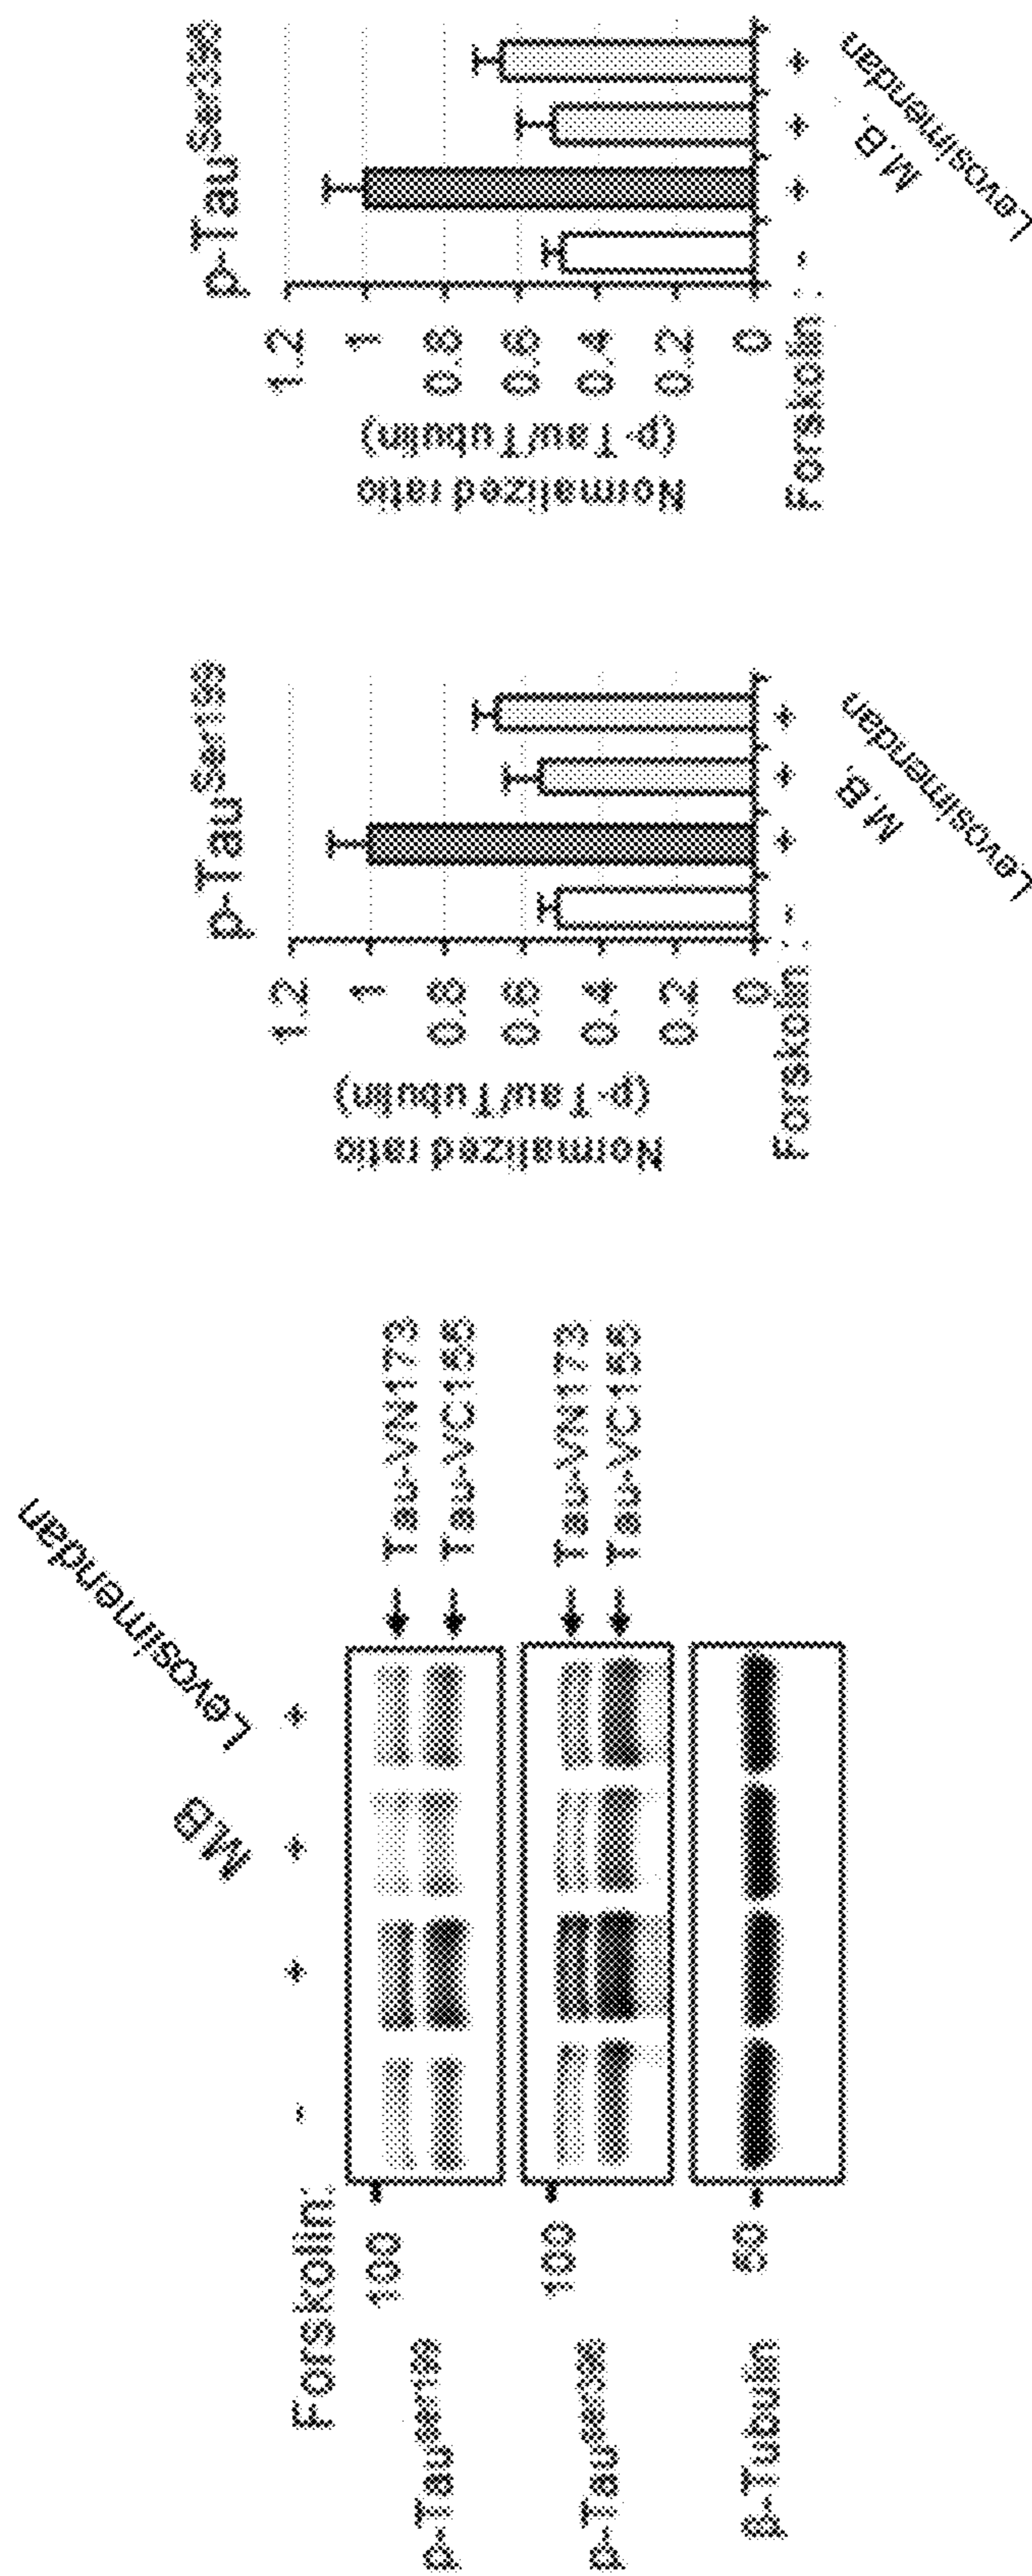 Levosimendan
MB
Forskolin: - + + +
100
p-Tau Ser199
Tau-VN173
Tau-VC155
100
p-Tau Ser396
Tau-VN173
Tau-VC155
50
β-Tubulin
p-Tau Ser199
Normalized ratio
(p-Tau/Tubulin)
1.2
1
0.8
0.6
0.4
0.2
0
Forskolin : - + + +
M.B.
Levosimendan
p-Tau Ser396
Normalized ratio
(p-Tau/Tubulin)
1.2
1
0.8
0.6
0.4
0.2
0
Forskolin : - + + +
M.B.
Levosimendan